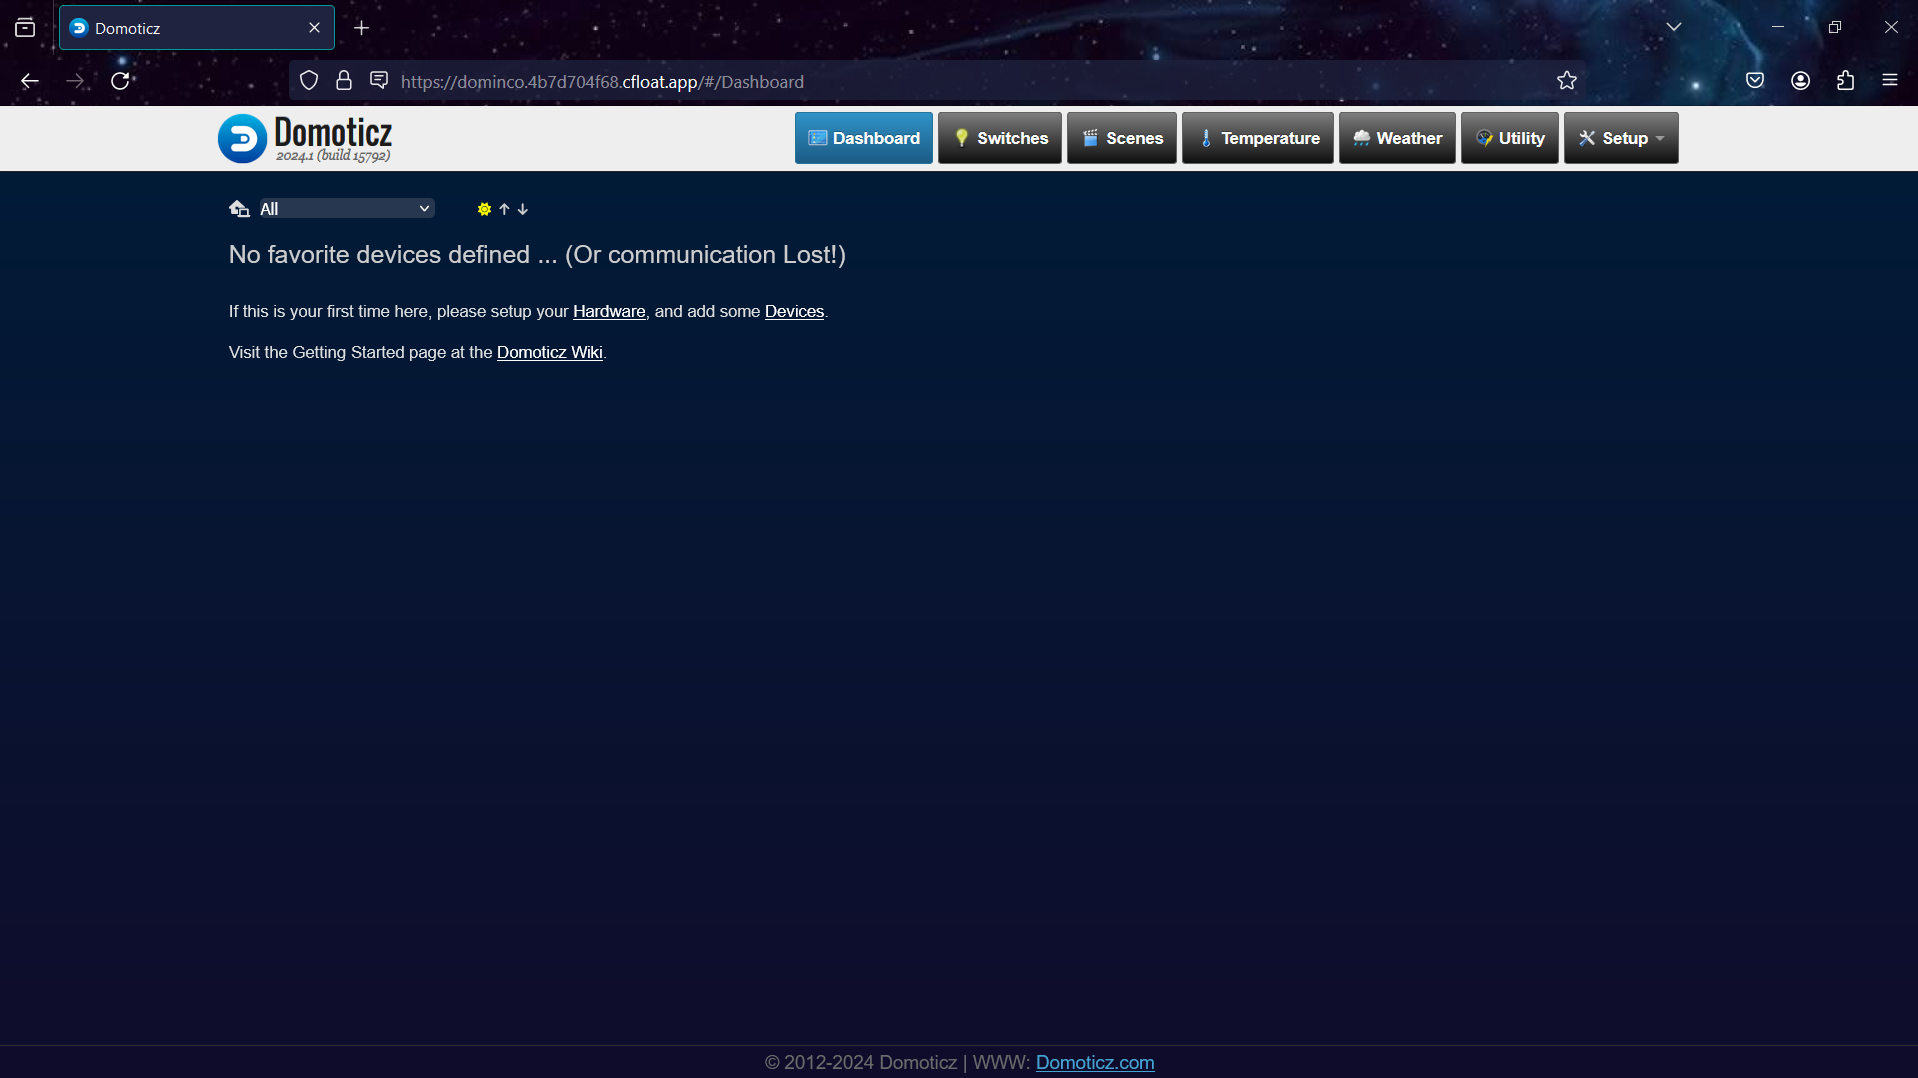 Domoticz
https://dominco.4b7d704f68.cfloat.app/#/Dashboard
Domoticz
2024.1 (build 15792)
Dashboard Switches Scenes Temperature Weather Utility Setup
All
No favorite devices defined ... (Or communication Lost!)
If this is your first time here, please setup your Hardware, and add some Devices.
Visit the Getting Started page at the Domoticz Wiki.
© 2012-2024 Domoticz | WWW: Domoticz.com